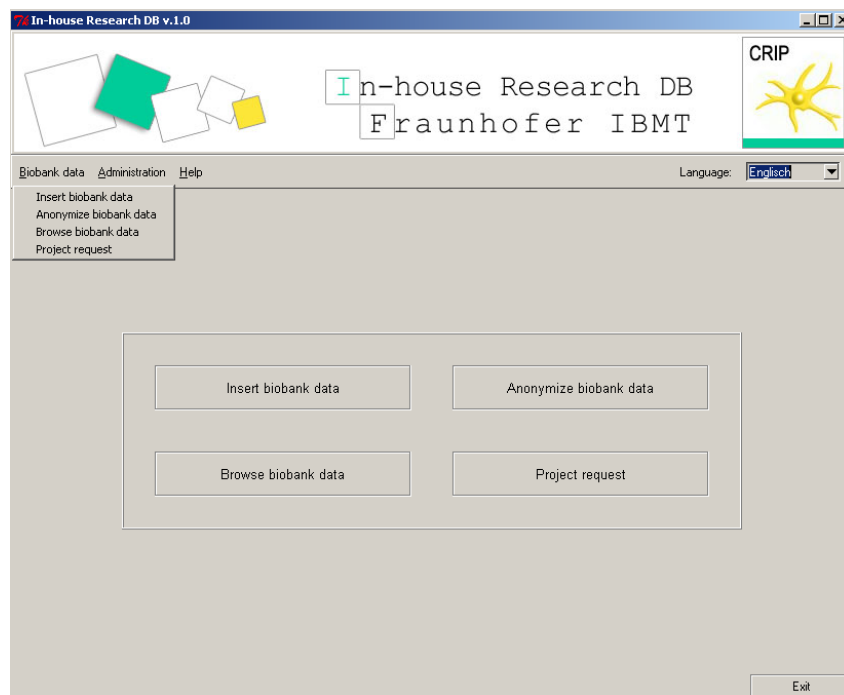 In-house Research DB v.1.0
CRIP
In-house Research DB
Fraunhofer IBMT
Biobank data Administration Help Language: Englisch
Insert biobank data
Anonymize biobank data
Browse biobank data
Project request
Insert biobank data Anonymize biobank data
Browse biobank data Project request
Exit